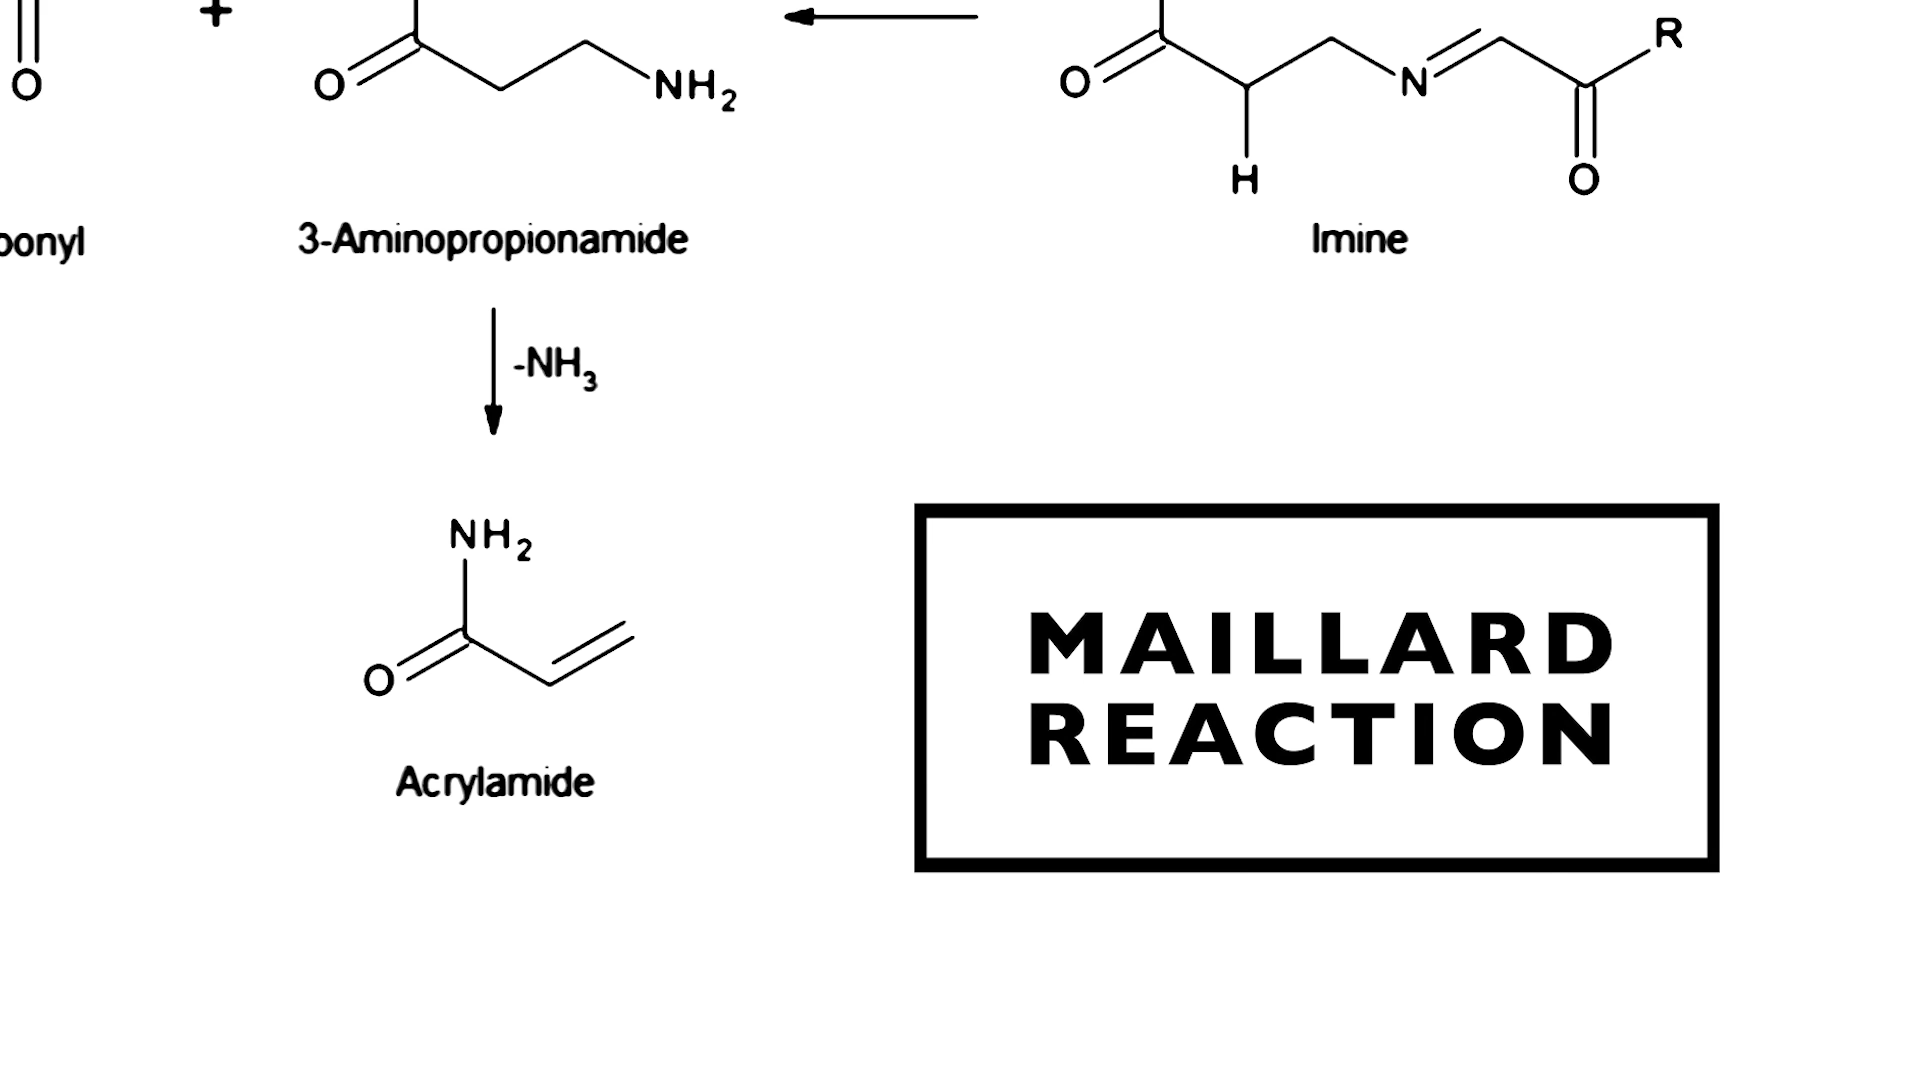 +
O
O
NH2
O
N
R
H
O
bonyl
3-Aminopropionamide
Imine
-NH3
NH2
O
Acrylamide
MAILLARD
REACTION